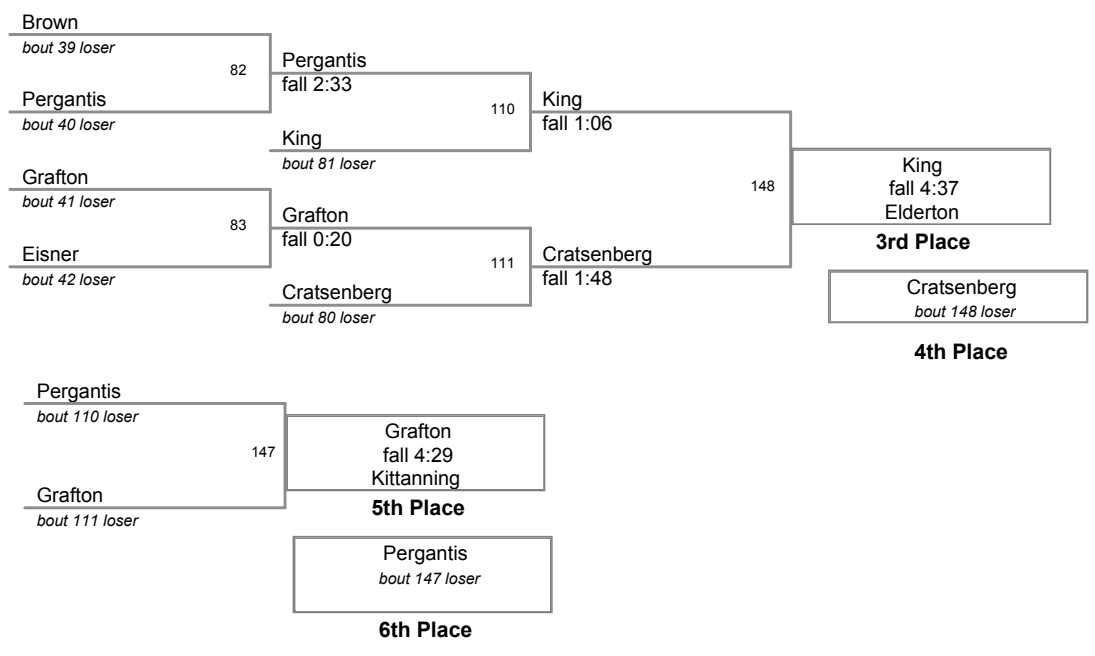 Brown
bout 39 loser
82
Pergantis
bout 40 loser
Pergantis
fall 2:33
110
King
bout 81 loser
King
fall 1:06
Grafton
bout 41 loser
83
Eisner
bout 42 loser
Grafton
fall 0:20
111
Cratsenberg
bout 80 loser
Cratsenberg
fall 1:48
148
King
fall 4:37
Elderton
3rd Place
Cratsenberg
bout 148 loser
4th Place
Pergantis
bout 110 loser
147
Grafton
bout 111 loser
Grafton
fall 4:29
Kittanning
5th Place
Pergantis
bout 147 loser
6th Place